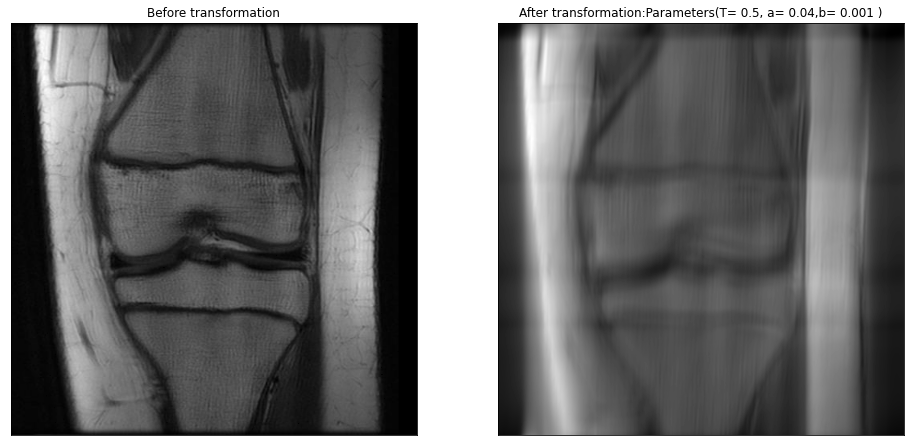 Before transformation
After transformation:Parameters(T= 0.5, a= 0.04,b= 0.001 )